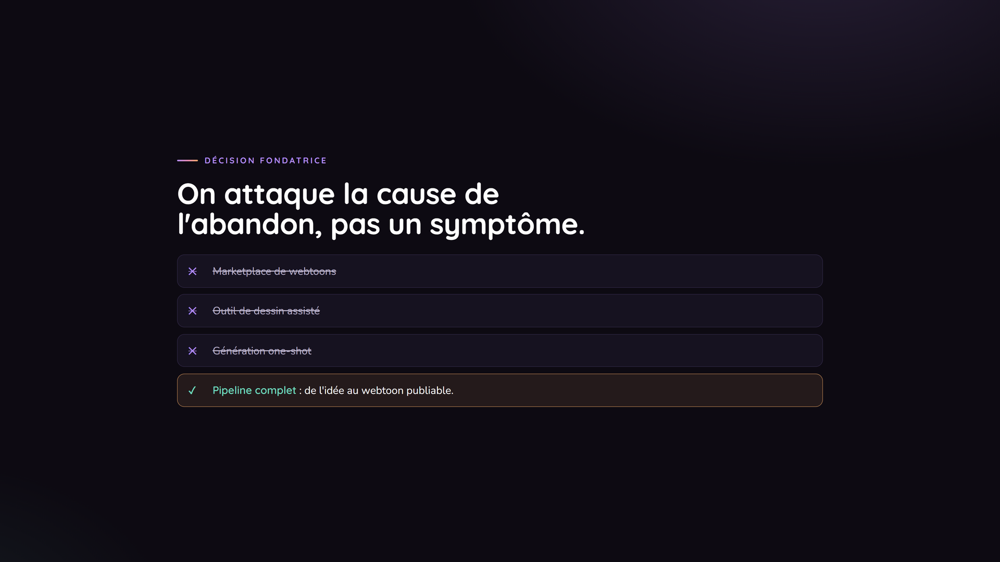 DÉCISION FONDATRICE
On attaque la cause de
l'abandon, pas un symptôme.
Marketplace de webtoons
Outil de dessin assisté
Génération one-shot
✓ Pipeline complet : de l'idée au webtoon publiable.